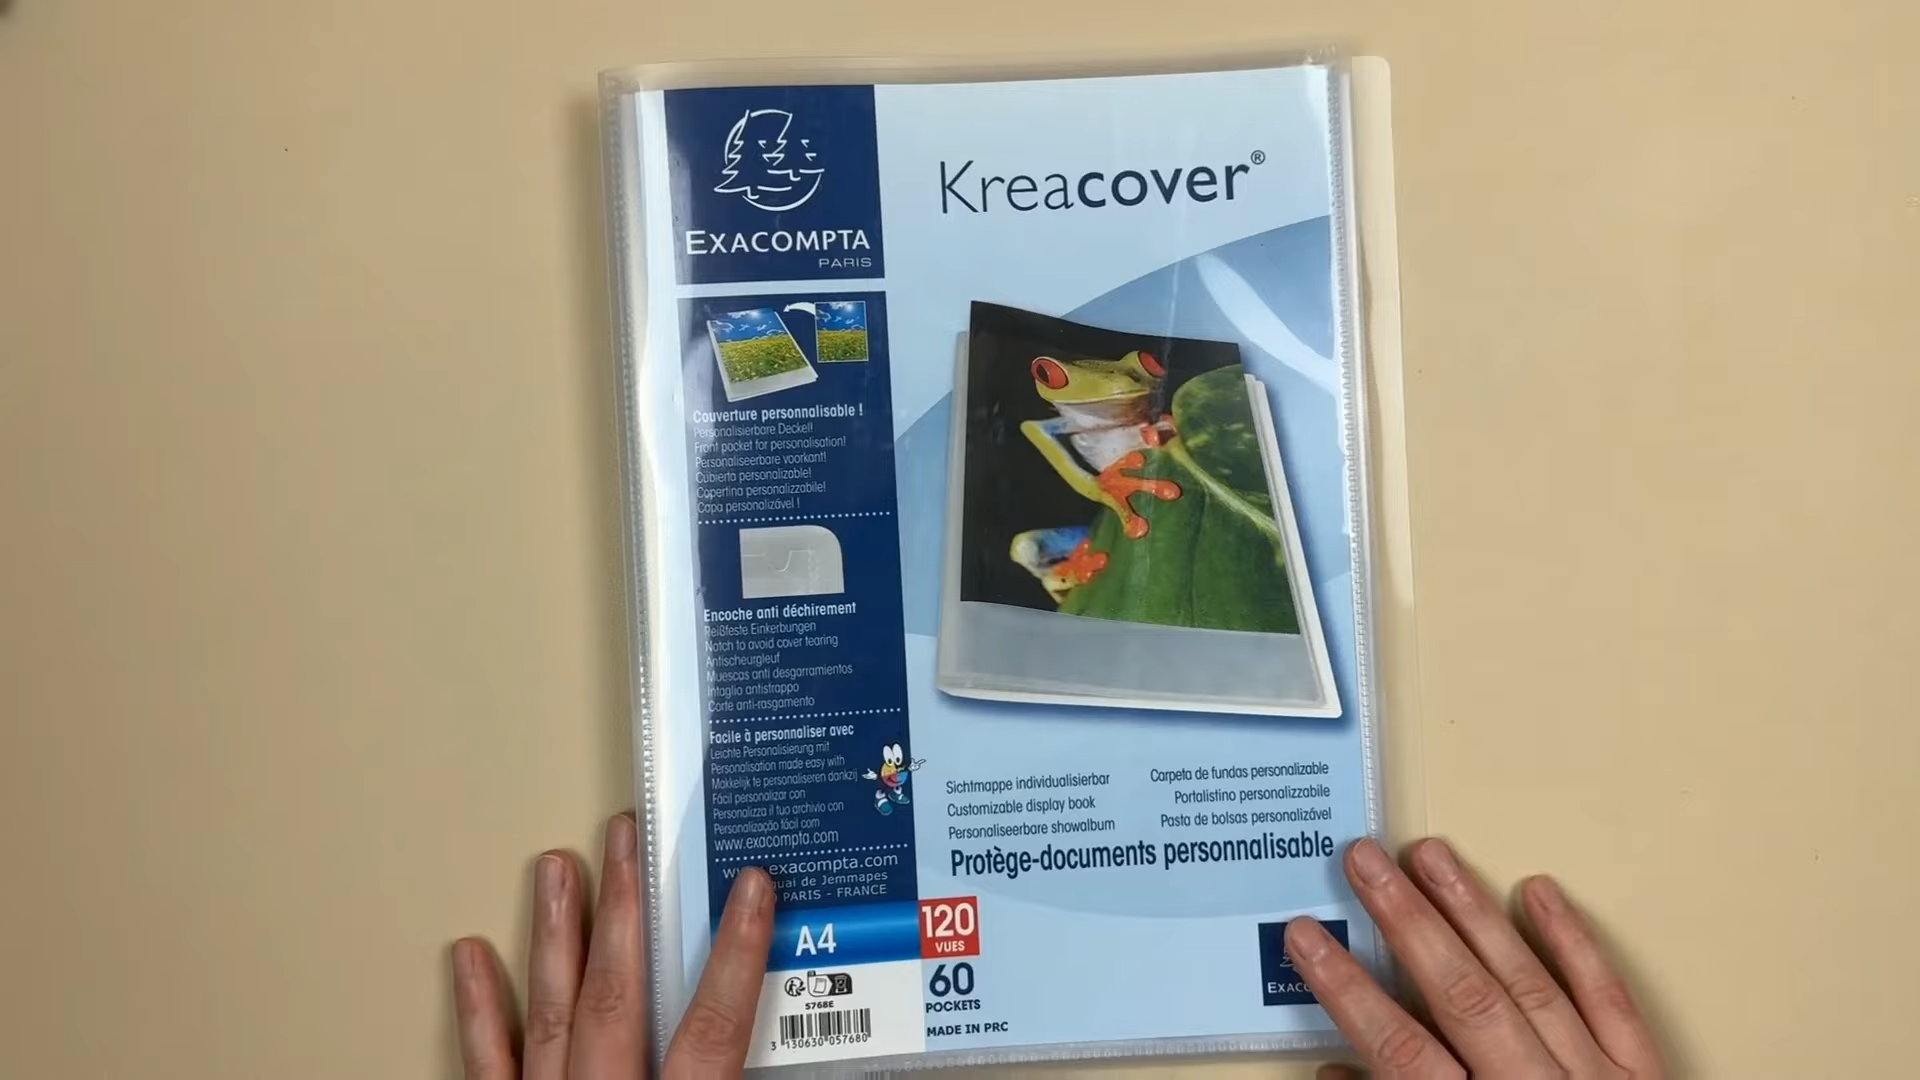 EXACOMPTA
PARIS
Kreacover®
Couverture personnalisable !
Personalisierbare Deckel!
Front pocket for personalisation!
Personaliseerbare voorkant!
Cubierta personalizable!
Copertina personalizzabile!
Capa personalizável !
Encoche anti déchirement
Reißfeste Einkerbungen
Notch to avoid cover tearing
Antischeurgleuf
Muescas anti desgarramientos
Intaglio antistrappo
Corte anti-rasgamento
Facile à personnaliser avec
Leichte Personalisierung mit
Personalisation made easy with
Makkelijk te personaliseren dankzij
Fácil personalizar con
Personalizza il tuo archivio con
Personalização fácil com
www.exacompta.com
exacompta.com
quai de Jemmapes
PARIS - FRANCE
A4
S768E
3 130630 057680
Sichtmappe individualisierbar
Customizable display book
Personaliseerbare showalbum
Carpeta de fundas personalizable
Portalistino personalizzabile
Pasta de bolsas personalizável
Protège-documents personnalisable
120
VUES
60
POCKETS
MADE IN PRC